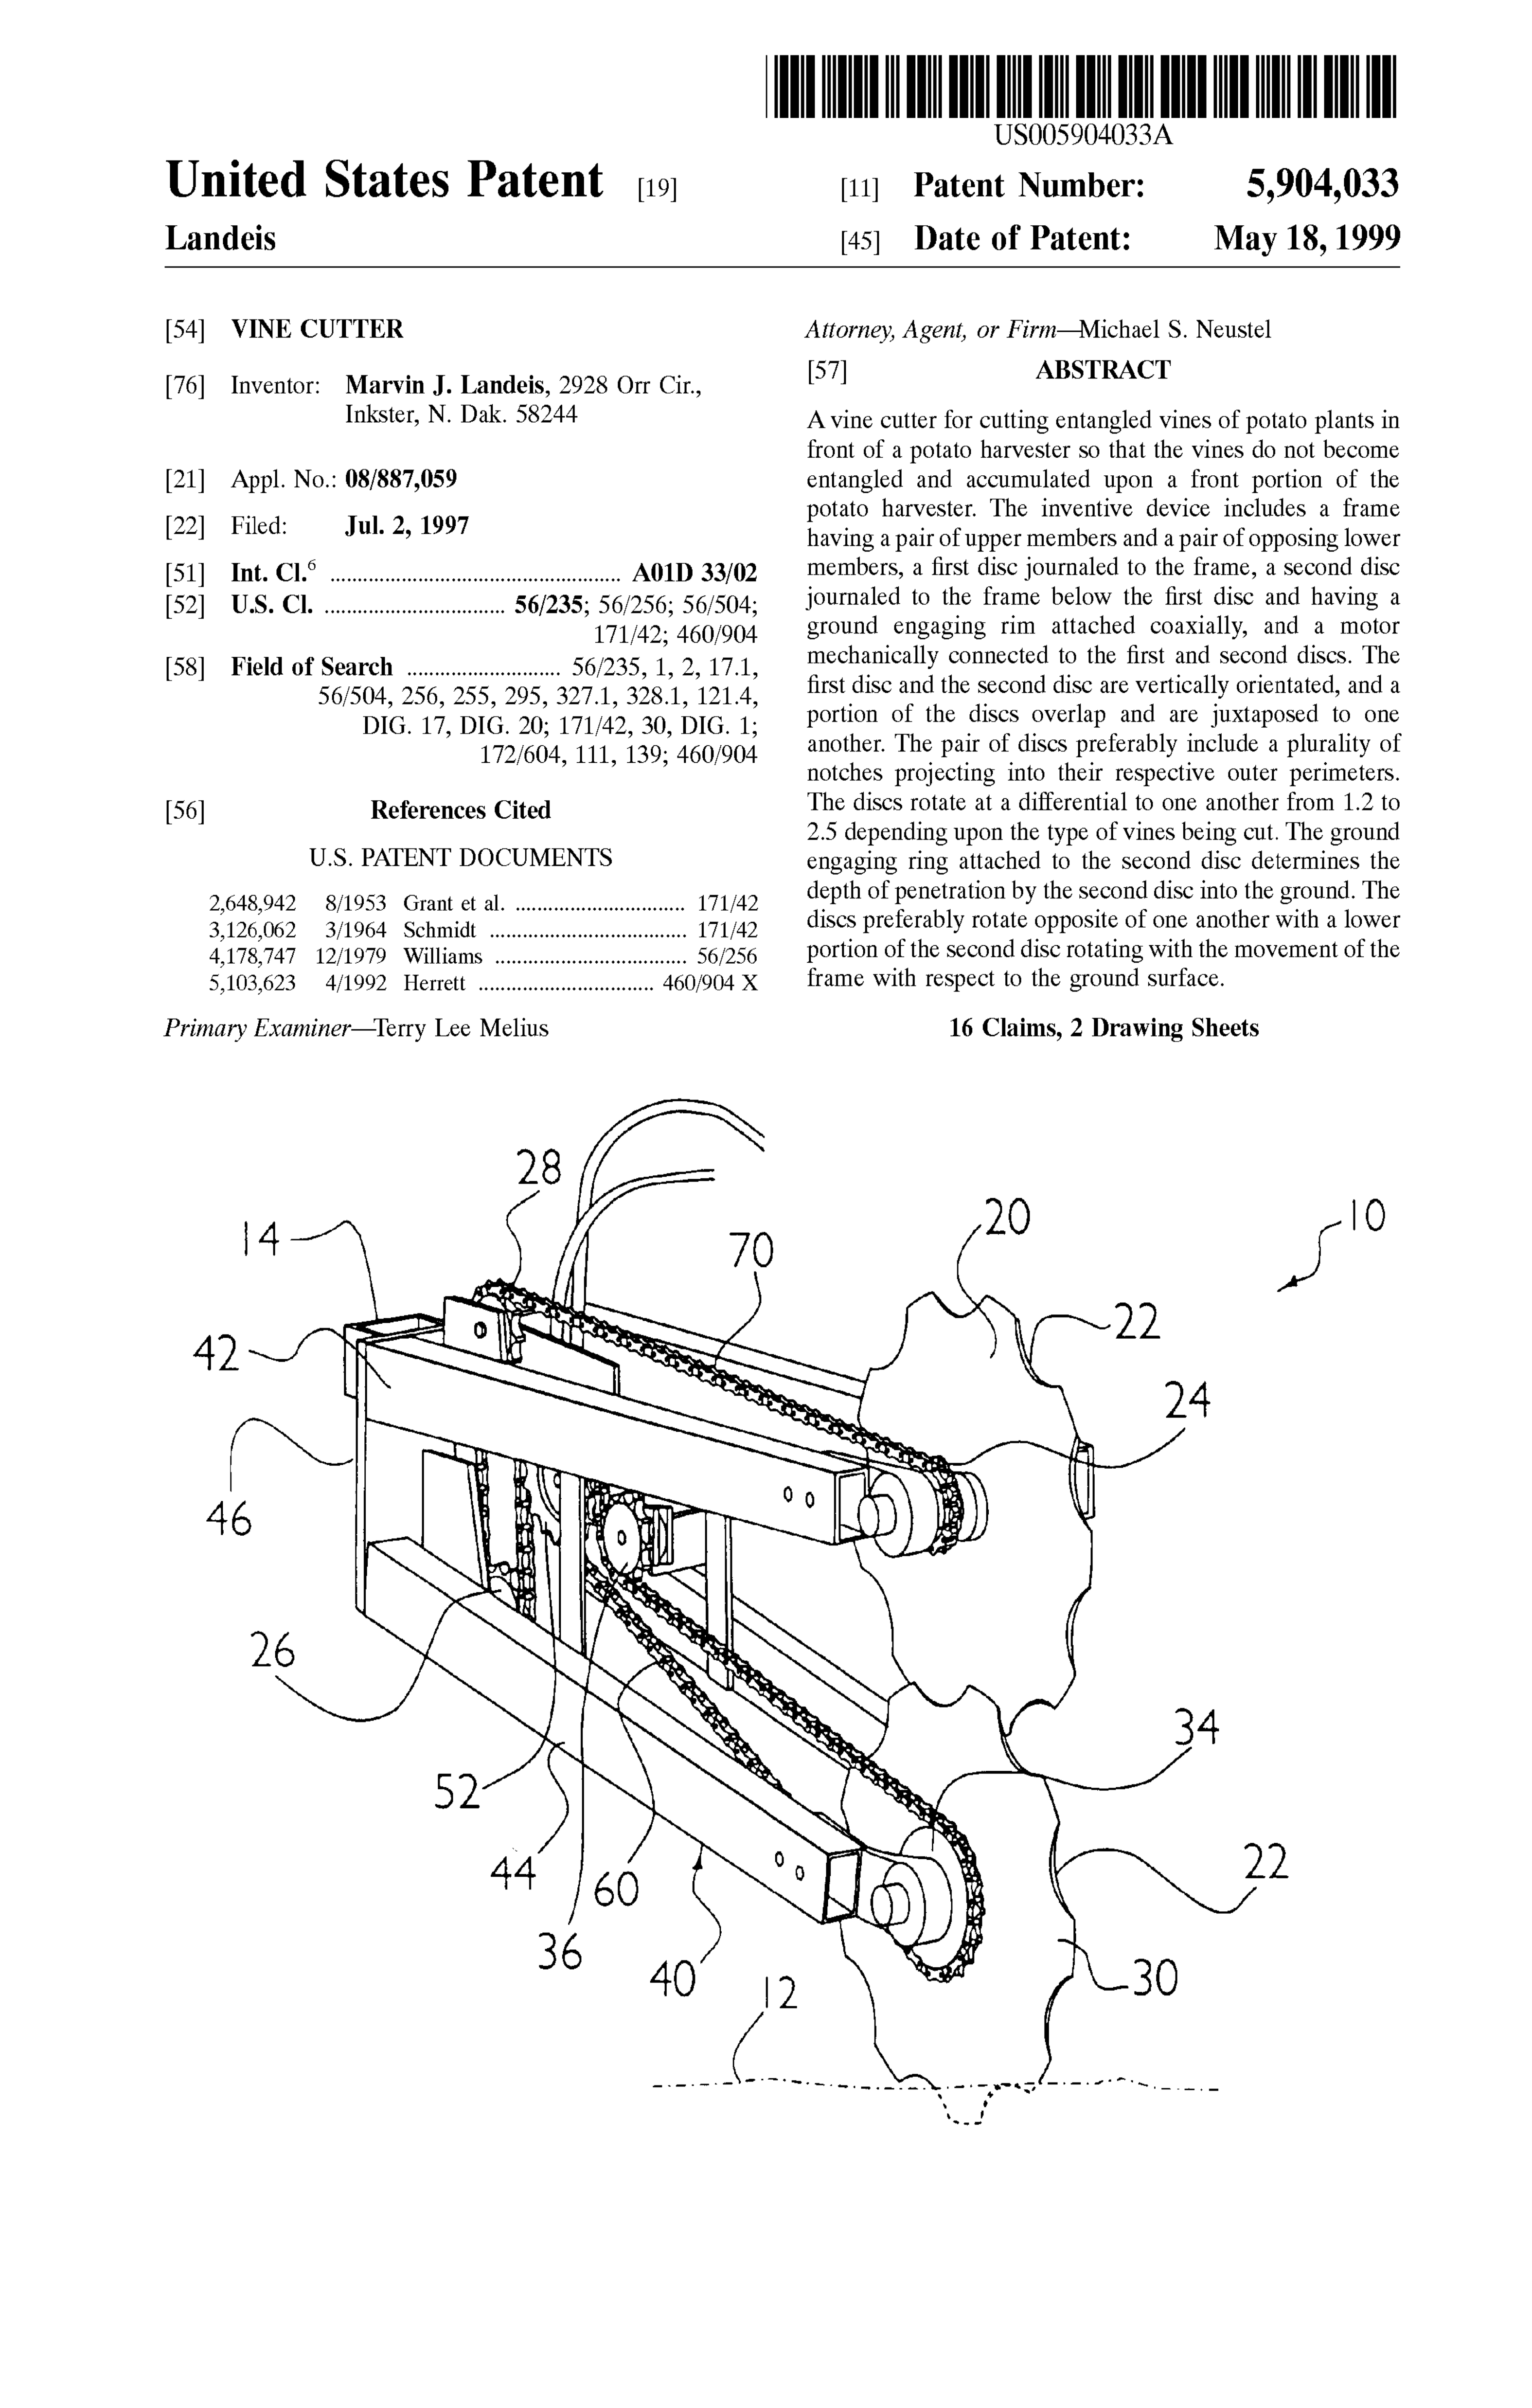 US005904033A
United States Patent [19]
Landeis
[11] Patent Number: 5,904,033
[45] Date of Patent: May 18, 1999
[54] VINE CUTTER
[76] Inventor: Marvin J. Landeis, 2928 Orr Cir.,
Inkster, N. Dak. 58244
[21] Appl. No.: 08/887,059
[22] Filed: Jul. 2, 1997
[51] Int. Cl.6 ..................................................... A01D 33/02
[52] U.S. Cl. ................................. 56/235; 56/256; 56/504;
171/42; 460/904
[58] Field of Search ............................ 56/235, 1, 2, 17.1,
56/504, 256, 255, 295, 327.1, 328.1, 121.4,
DIG. 17, DIG. 20; 171/42, 30, DIG. 1;
172/604, 111, 139; 460/904
[56] References Cited
U.S. PATENT DOCUMENTS
2,648,942 8/1953 Grant et al. ............................... 171/42
3,126,062 3/1964 Schmidt .................................... 171/42
4,178,747 12/1979 Williams ................................... 56/256
5,103,623 4/1992 Herrett ................................ 460/904 X
Primary Examiner—Terry Lee Melius
Attorney, Agent, or Firm—Michael S. Neustel
[57] ABSTRACT
A vine cutter for cutting entangled vines of potato plants in
front of a potato harvester so that the vines do not become
entangled and accumulated upon a front portion of the
potato harvester. The inventive device includes a frame
having a pair of upper members and a pair of opposing lower
members, a first disc journaled to the frame, a second disc
journaled to the frame below the first disc and having a
ground engaging rim attached coaxially, and a motor
mechanically connected to the first and second discs. The
first disc and the second disc are vertically orientated, and a
portion of the discs overlap and are juxtaposed to one
another. The pair of discs preferably include a plurality of
notches projecting into their respective outer perimeters.
The discs rotate at a differential to one another from 1.2 to
2.5 depending upon the type of vines being cut. The ground
engaging ring attached to the second disc determines the
depth of penetration by the second disc into the ground. The
discs preferably rotate opposite of one another with a lower
portion of the second disc rotating with the movement of the
frame with respect to the ground surface.
16 Claims, 2 Drawing Sheets
28
20
10
14
70
22
42
24
46
26
34
52
22
44
60
36
40
30
12